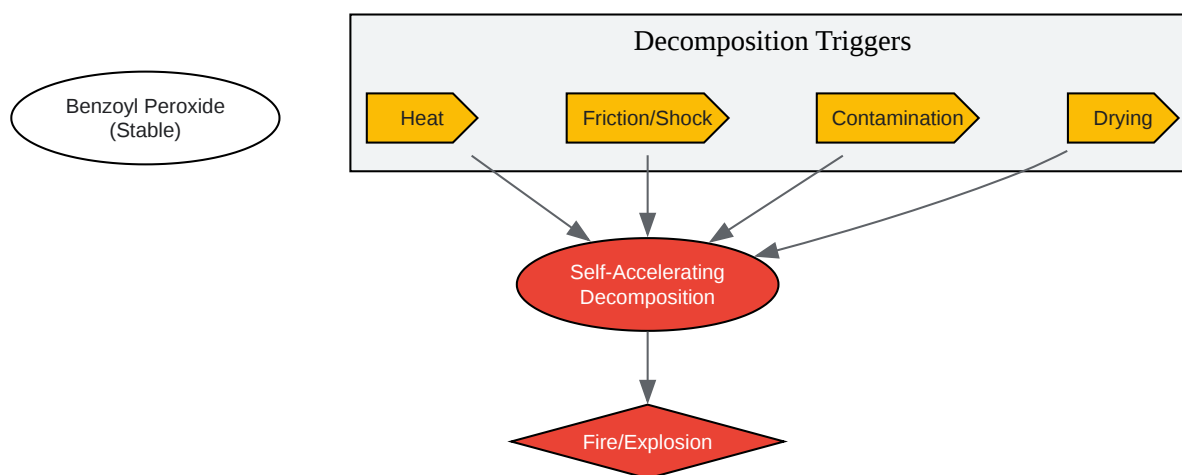 Decomposition Triggers
Benzoyl Peroxide
(Stable)
Heat
Friction/Shock
Contamination
Drying
Self-Accelerating
Decomposition
Fire/Explosion